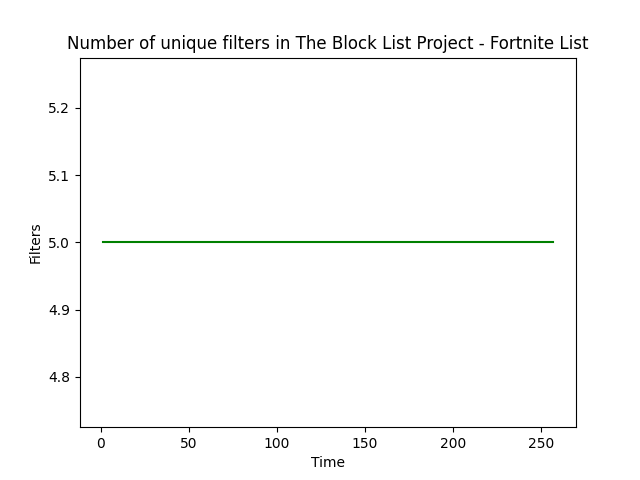 Number of unique filters in The Block List Project - Fortnite List
5.2
5.1
5.0
4.9
4.8
Filters
0 50 100 150 200 250
Time